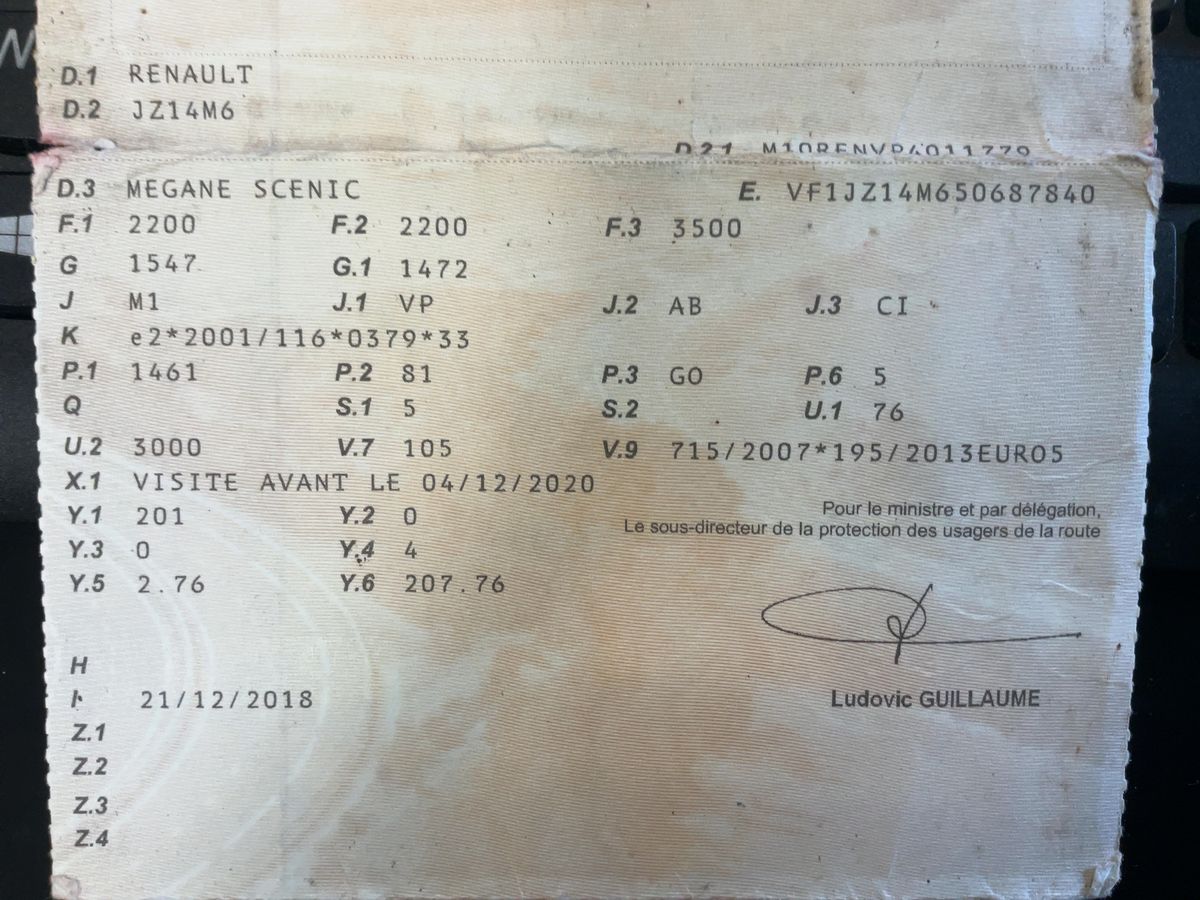 D.1 RENAULT
D.2 JZ14M6
D.2.1 M10RENVP4011779
D.3 MEGANE SCENIC E. VF1JZ14M650687840
F.1 2200 F.2 2200 F.3 3500
G 1547 G.1 1472
J M1 J.1 VP J.2 AB J.3 CI
K e2*2001/116*0379*33
P.1 1461 P.2 81 P.3 GO P.6 5
Q S.1 5 S.2 U.1 76
U.2 3000 V.7 105 V.9 715/2007*195/2013EURO5
X.1 VISITE AVANT LE 04/12/2020
Y.1 201 Y.2 0
Y.3 0 Y.4 4
Y.5 2.76 Y.6 207.76
Pour le ministre et par délégation,
Le sous-directeur de la protection des usagers de la route
H
I 21/12/2018
Ludovic GUILLAUME
Z.1
Z.2
Z.3
Z.4